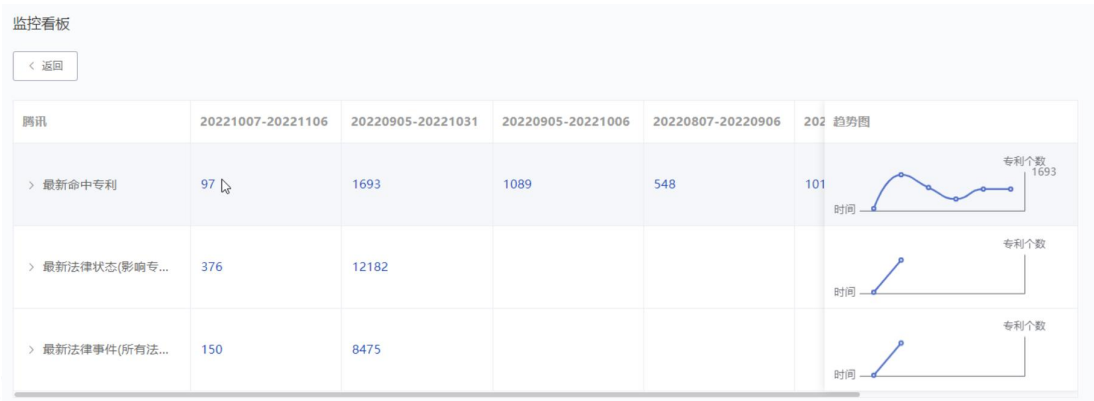 监控看板
< 返回
腾讯 20221007-20221106 20220905-20221031 20220905-20221006 20220807-20220906 202 趋势图
> 最新命中专利 97 1693 1089 548 101
专利个数
1693
时间
> 最新法律状态(影响专... 376 12182
专利个数
时间
> 最新法律事件(所有法... 150 8475
专利个数
时间